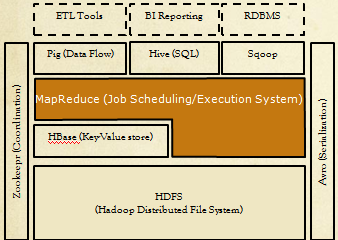 ETL Tools
BI Reporting
RDBMS
Pig (Data Flow)
Hive (SQL)
Sqoop
MapReduce (Job Scheduling/Execution System)
HBase (Key-Value store)
HDFS
(Hadoop Distributed File System)
Zookeepr (Coordination)
Avro (Serialization)